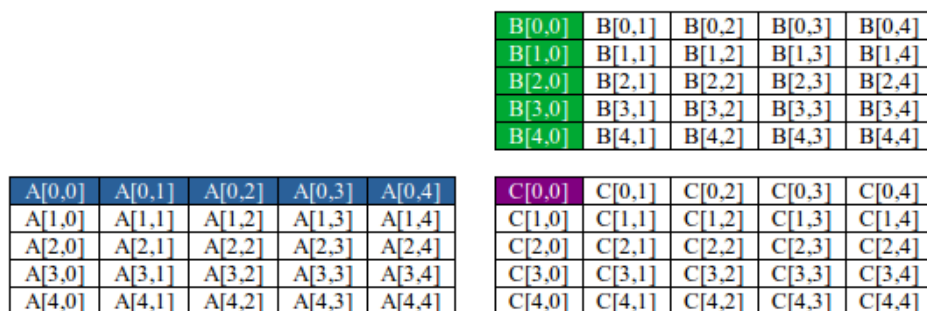 B[0,0] B[0,1] B[0,2] B[0,3] B[0,4]
B[1,0] B[1,1] B[1,2] B[1,3] B[1,4]
B[2,0] B[2,1] B[2,2] B[2,3] B[2,4]
B[3,0] B[3,1] B[3,2] B[3,3] B[3,4]
B[4,0] B[4,1] B[4,2] B[4,3] B[4,4]
A[0,0] A[0,1] A[0,2] A[0,3] A[0,4] C[0,0] C[0,1] C[0,2] C[0,3] C[0,4]
A[1,0] A[1,1] A[1,2] A[1,3] A[1,4] C[1,0] C[1,1] C[1,2] C[1,3] C[1,4]
A[2,0] A[2,1] A[2,2] A[2,3] A[2,4] C[2,0] C[2,1] C[2,2] C[2,3] C[2,4]
A[3,0] A[3,1] A[3,2] A[3,3] A[3,4] C[3,0] C[3,1] C[3,2] C[3,3] C[3,4]
A[4,0] A[4,1] A[4,2] A[4,3] A[4,4] C[4,0] C[4,1] C[4,2] C[4,3] C[4,4]